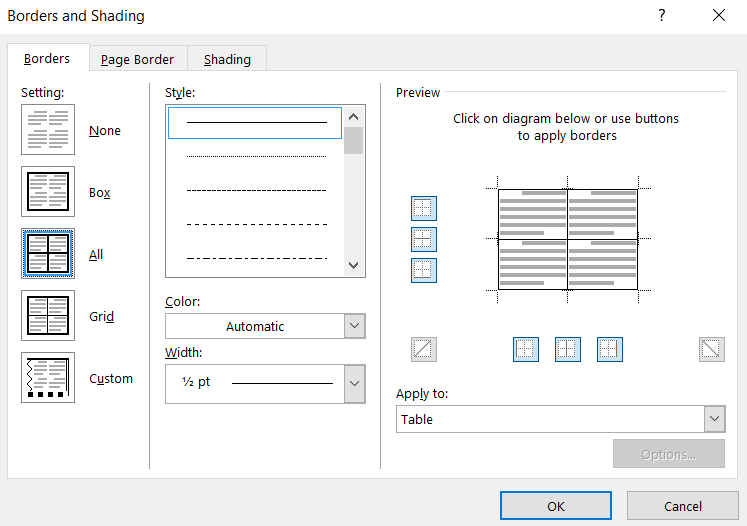 Borders and Shading
?
Borders
Page Border
Shading
Setting:
None
Box
All
Grid
Custom
Style:
Color:
Automatic
Width:
½ pt
Preview
Click on diagram below or use buttons
to apply borders
Apply to:
Table
Options...
OK
Cancel